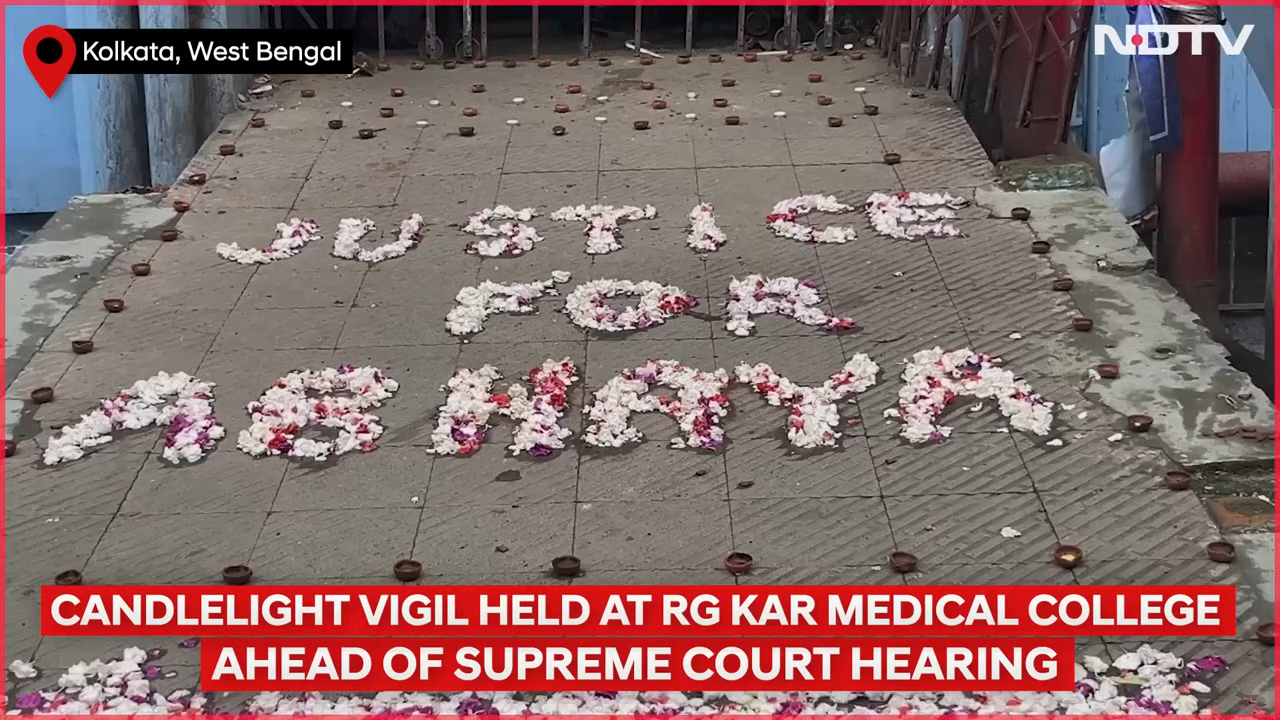 Kolkata, West Bengal
NDTV
JUSTICE
FOR
ABHAYA
CANDLELIGHT VIGIL HELD AT RG KAR MEDICAL COLLEGE
AHEAD OF SUPREME COURT HEARING